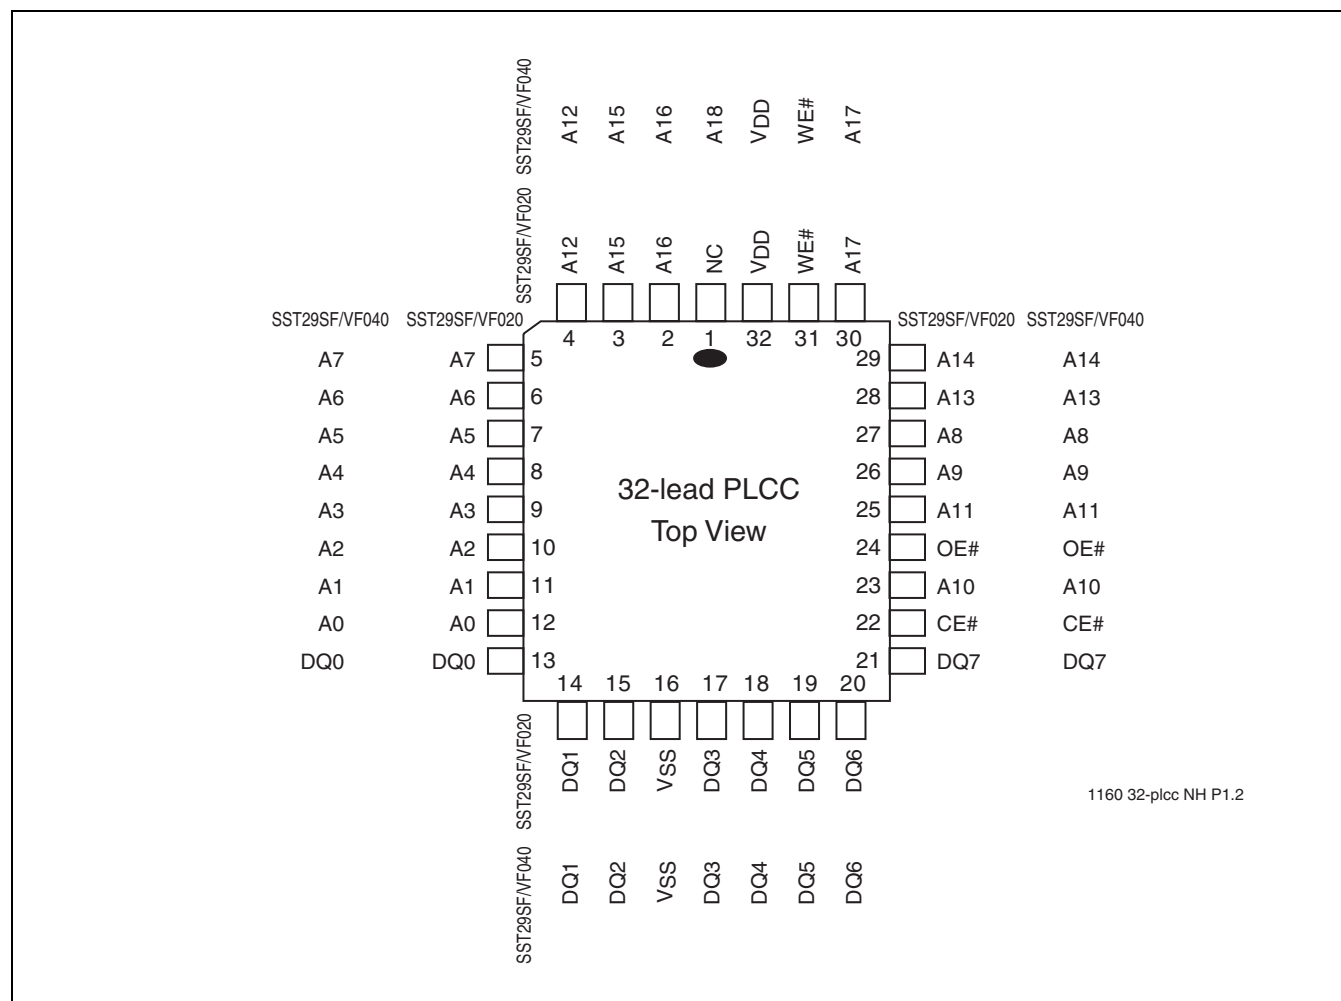 SST29SF/VF040 A12 A15 A16 A18 VDD WE# A17
SST29SF/VF020 A12 A15 A16 NC VDD WE# A17
SST29SF/VF040 SST29SF/VF020 SST29SF/VF020 SST29SF/VF040
4 3 2 1 32 31 30
A7 A7 5 29 A14 A14
A6 A6 6 28 A13 A13
A5 A5 7 27 A8 A8
A4 A4 8 26 A9 A9
32-lead PLCC
A3 A3 9 25 A11 A11
Top View
A2 A2 10 24 OE# OE#
A1 A1 11 23 A10 A10
A0 A0 12 22 CE# CE#
DQ0 DQ0 13 21 DQ7 DQ7
14 15 16 17 18 19 20
SST29SF/VF020 DQ1 DQ2 VSS DQ3 DQ4 DQ5 DQ6
1160 32-plcc NH P1.2
SST29SF/VF040 DQ1 DQ2 VSS DQ3 DQ4 DQ5 DQ6